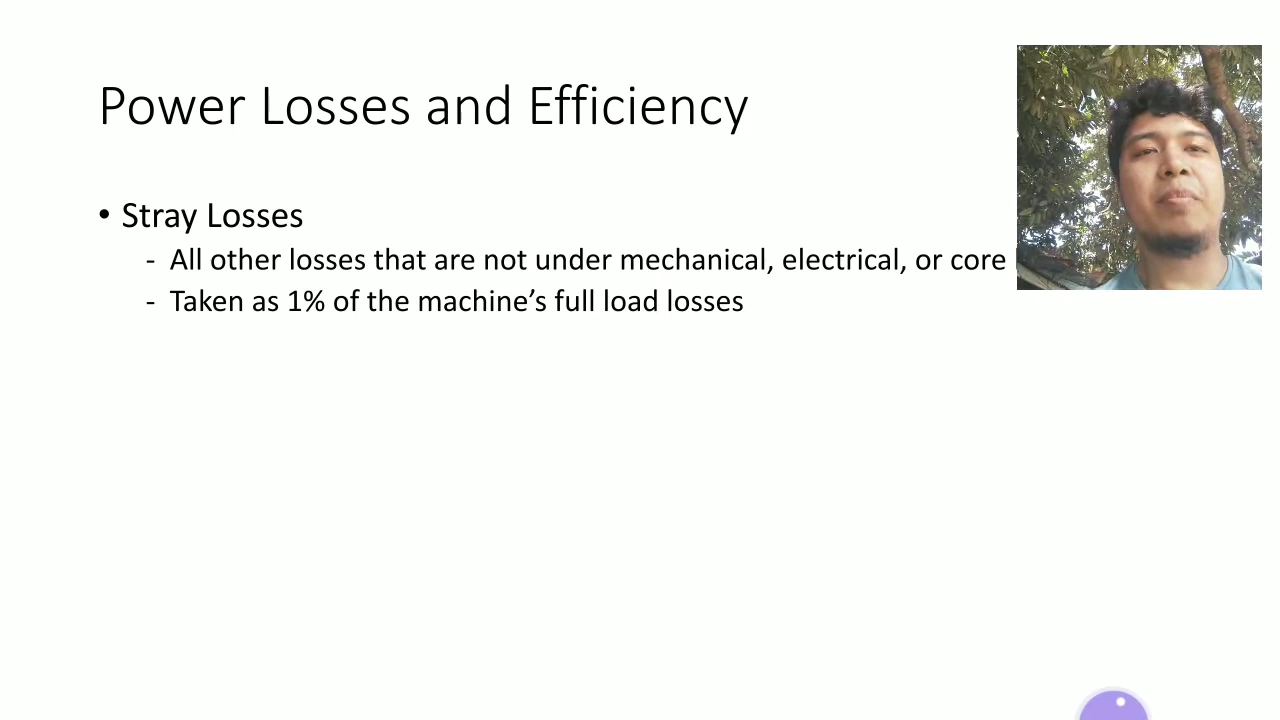 Power Losses and Efficiency
• Stray Losses
- All other losses that are not under mechanical, electrical, or core
- Taken as 1% of the machine’s full load losses